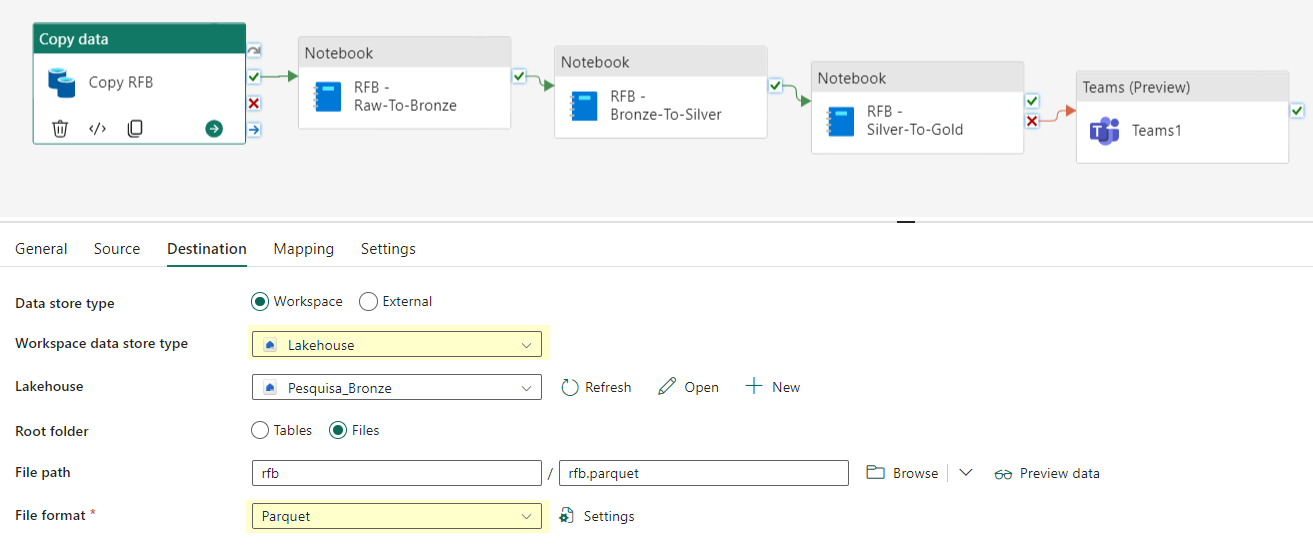 Copy data
Copy RFB
Notebook
RFB -
Raw-To-Bronze
Notebook
RFB -
Bronze-To-Silver
Notebook
RFB -
Silver-To-Gold
Teams (Preview)
Teams1
General Source Destination Mapping Settings
Data store type Workspace External
Workspace data store type Lakehouse
Lakehouse Pesquisa_Bronze Refresh Open New
Root folder Tables Files
File path rfb / rfb.parquet Browse Preview data
File format * Parquet Settings